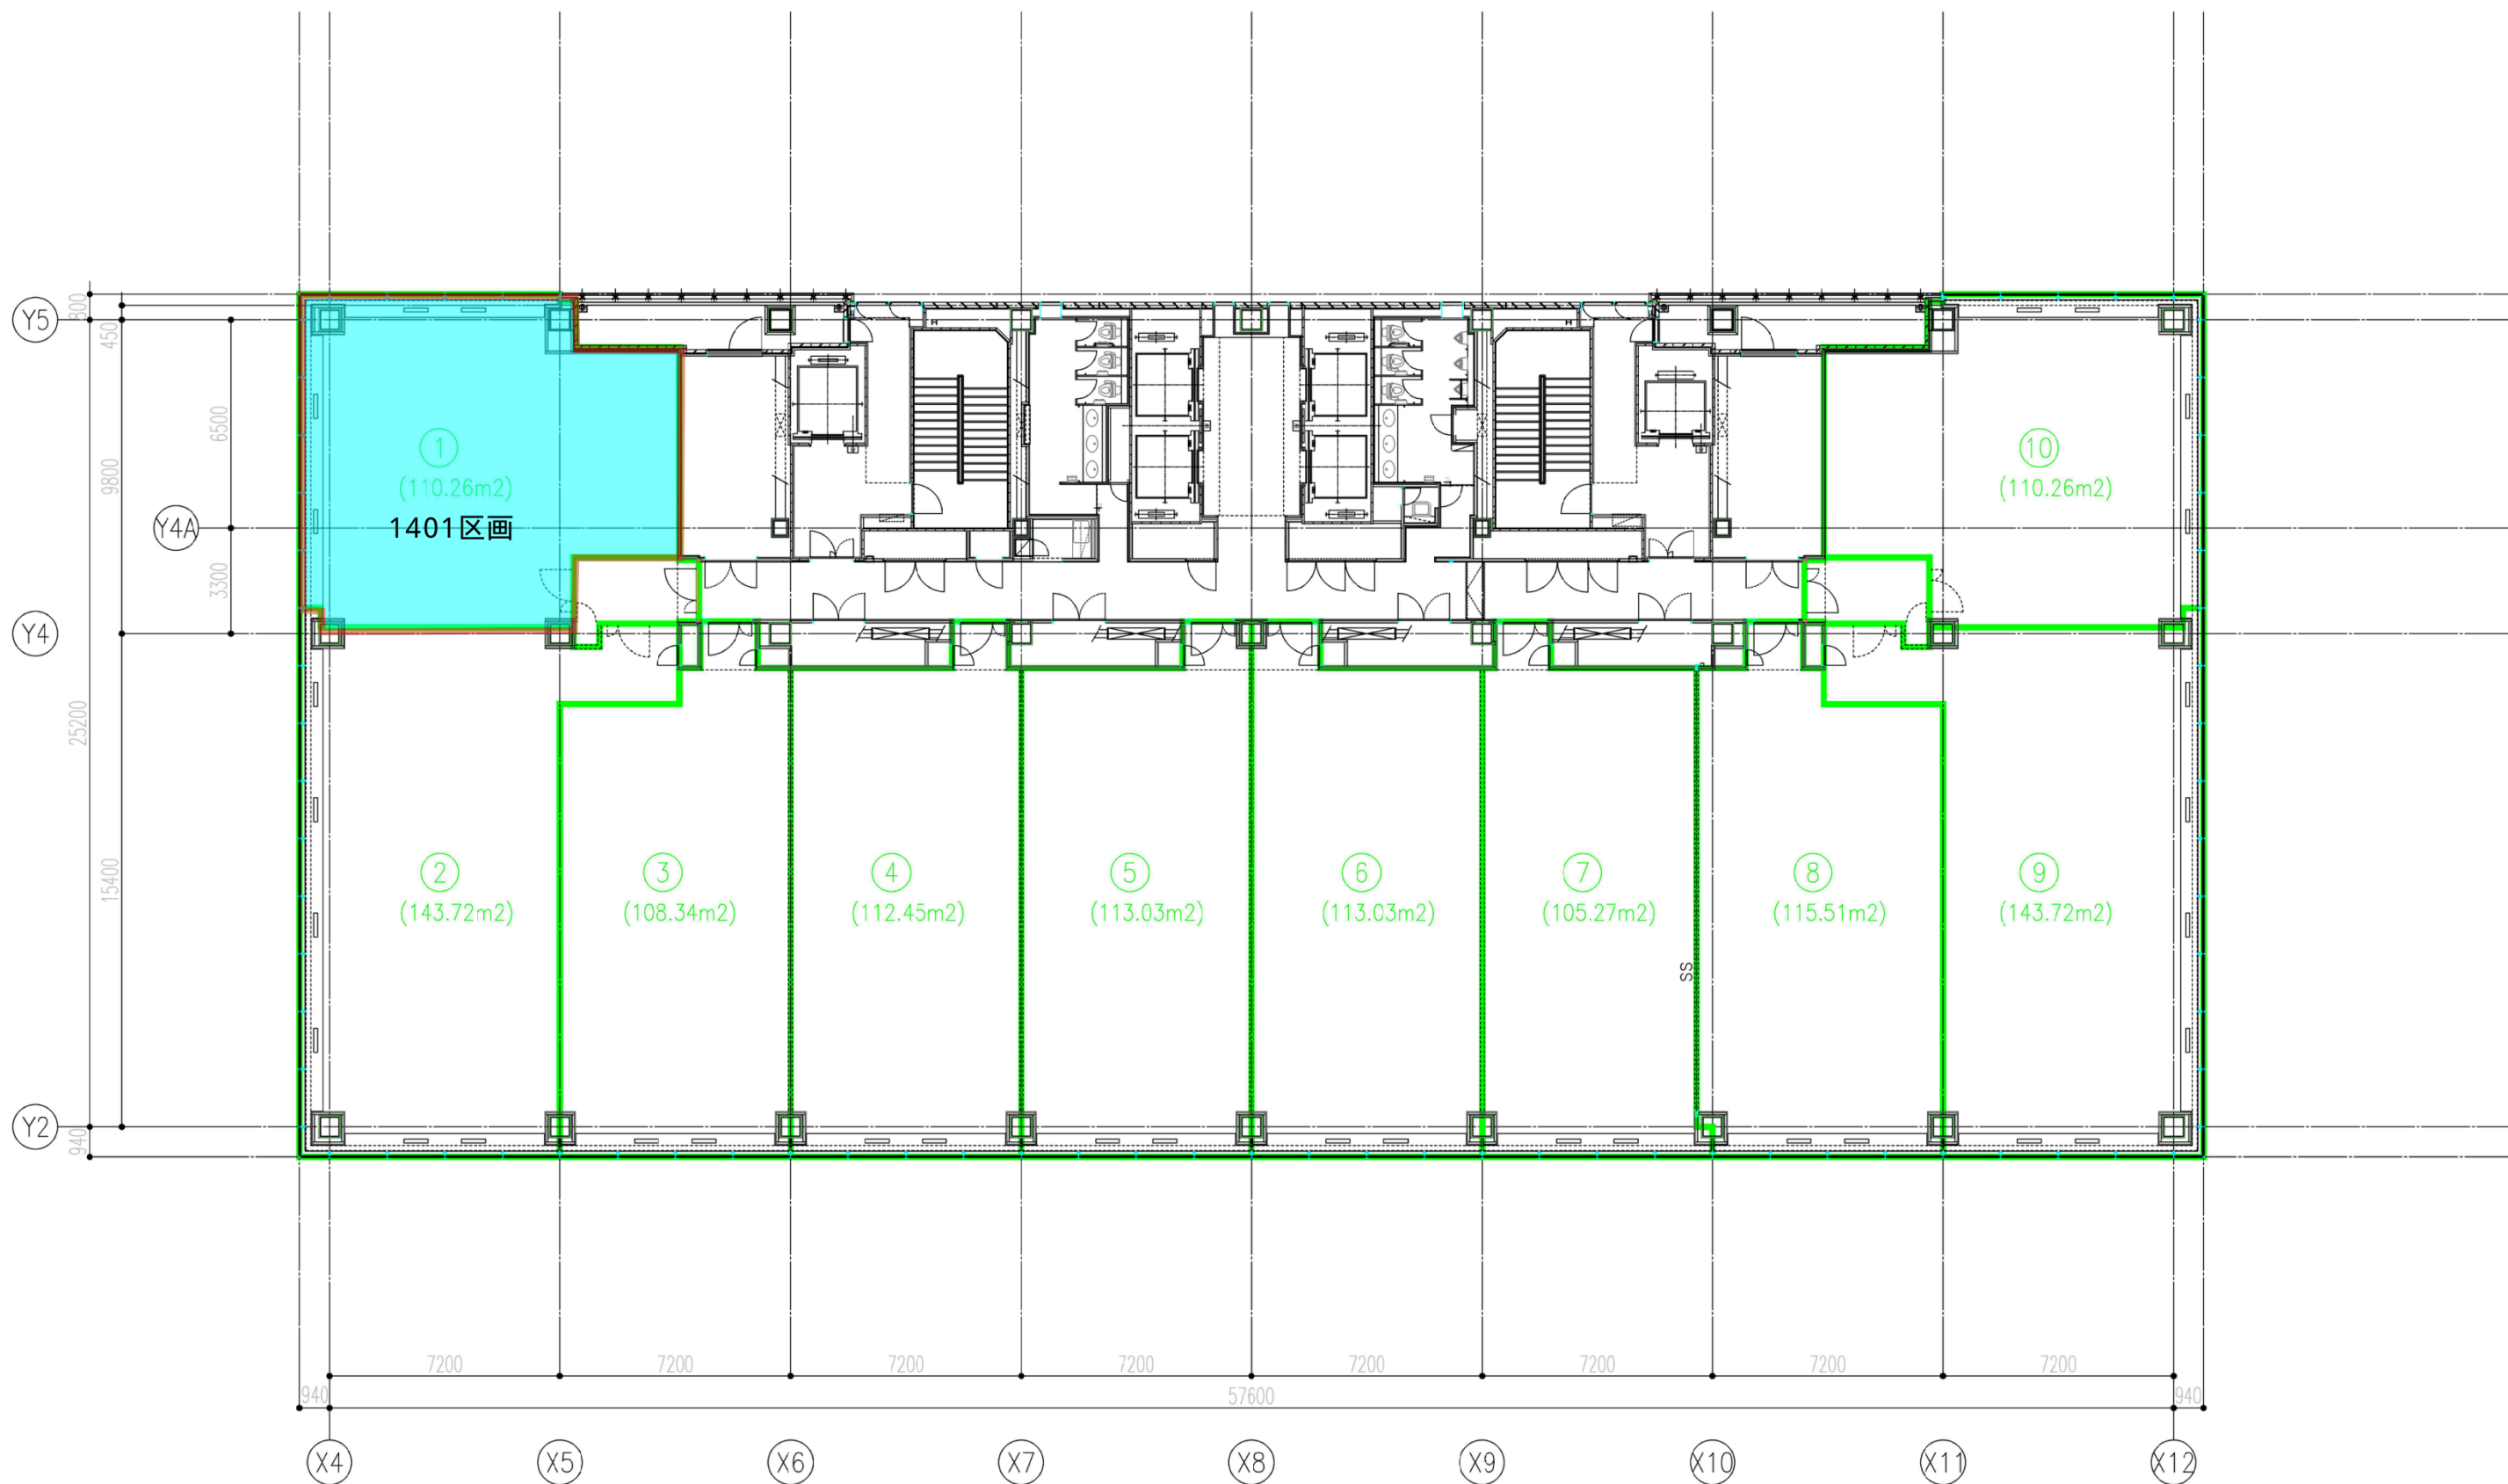 800
Y5
450
H
H
6500
9800
①
(110.26m2)
1401区画
⑩
(110.26m2)
Y4A
3300
Y4
25200
15400
②
(143.72m2)
③
(108.34m2)
④
(112.45m2)
⑤
(113.03m2)
⑥
(113.03m2)
⑦
(105.27m2)
⑧
(115.51m2)
⑨
(143.72m2)
SS
Y2
940
7200 7200 7200 7200 7200 7200 7200 7200
940 57600 940
X4 X5 X6 X7 X8 X9 X10 X11 X12